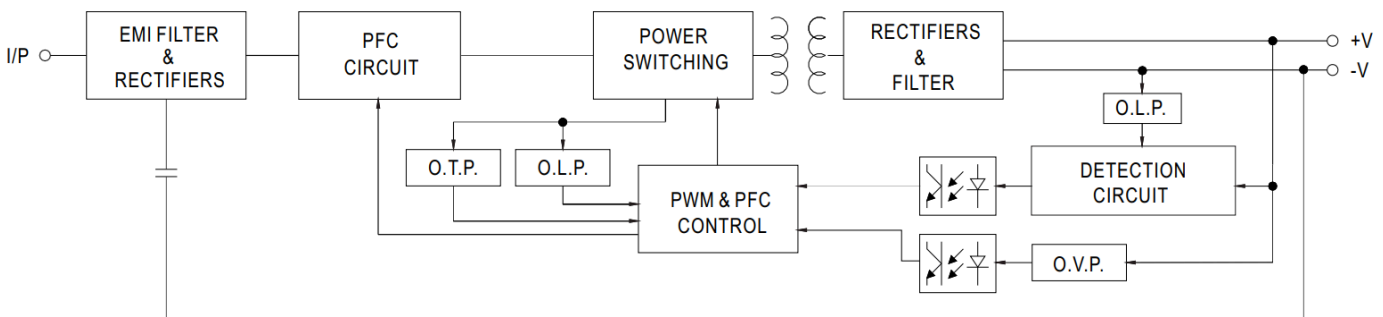 I/P
EMI FILTER
&
RECTIFIERS
PFC
CIRCUIT
POWER
SWITCHING
RECTIFIERS
&
FILTER
+V
-V
O.L.P.
O.T.P.
O.L.P.
PWM & PFC
CONTROL
DETECTION
CIRCUIT
O.V.P.